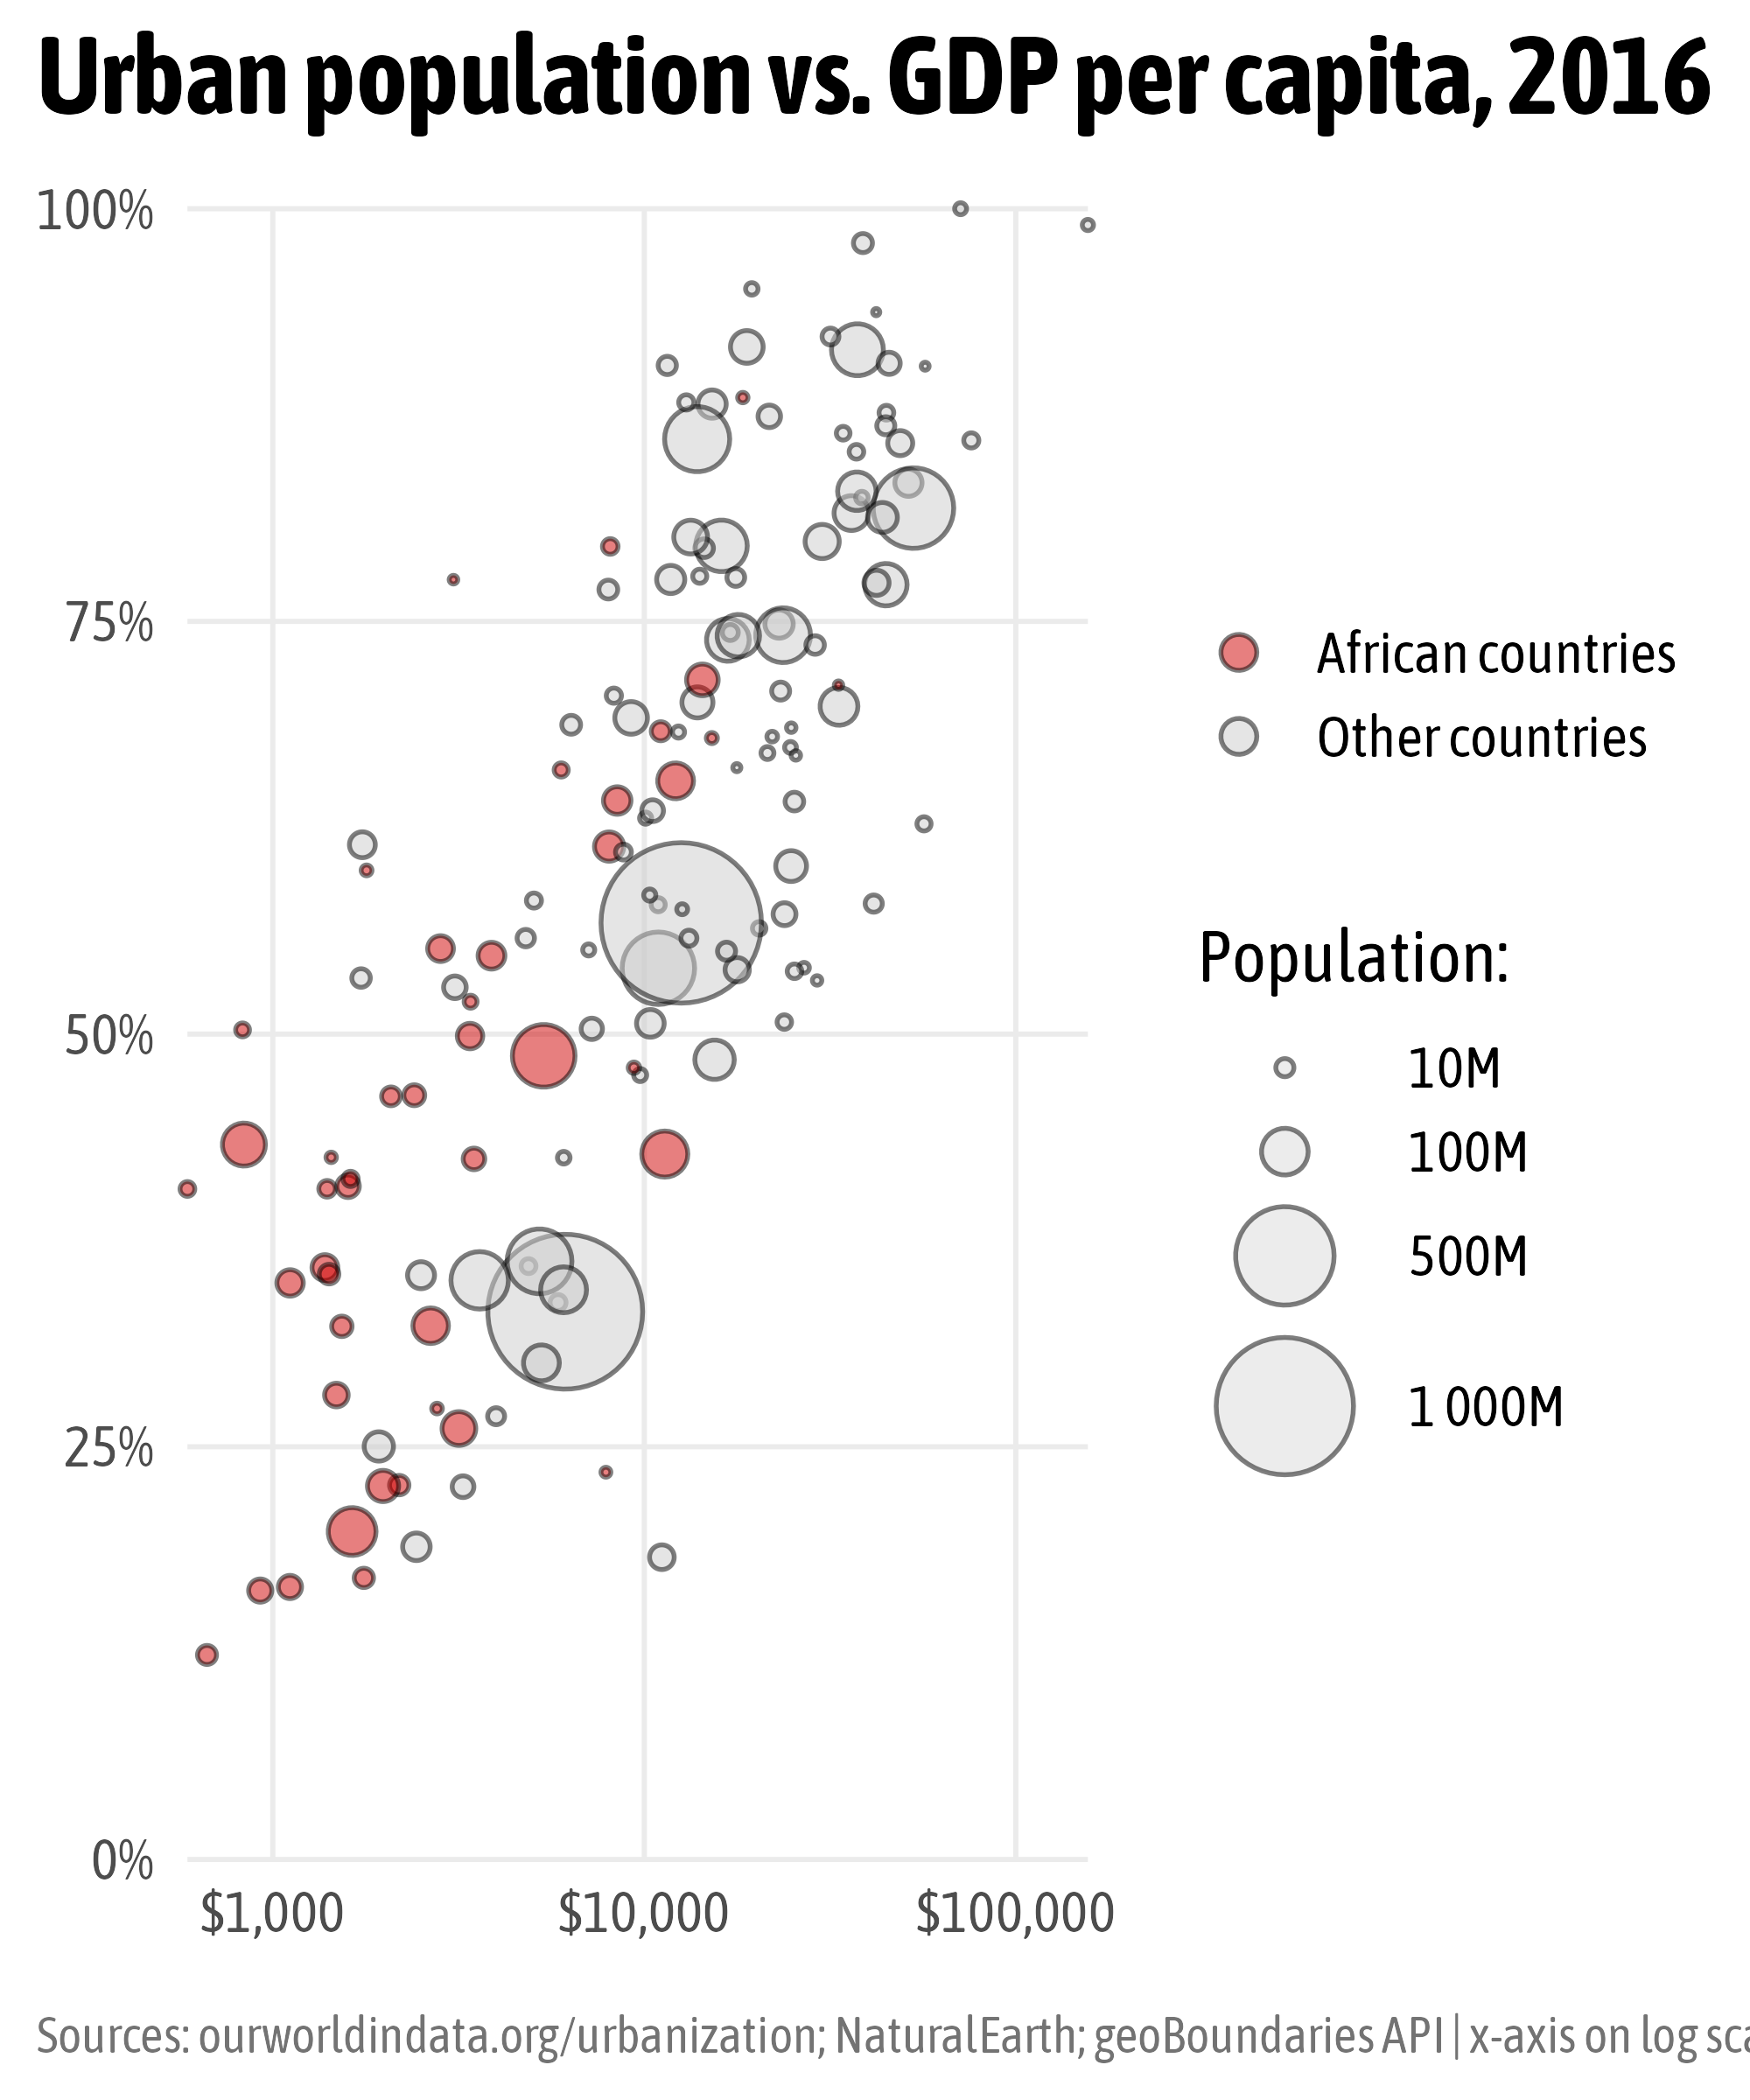 Urban population vs. GDP per capita, 2016
100%
75%
50%
25%
0%
$1,000
$10,000
$100,000
African countries
Other countries
Population:
10M
100M
500M
1 000M
Sources: ourworldindata.org/urbanization; NaturalEarth; geoBoundaries API | x-axis on log sca